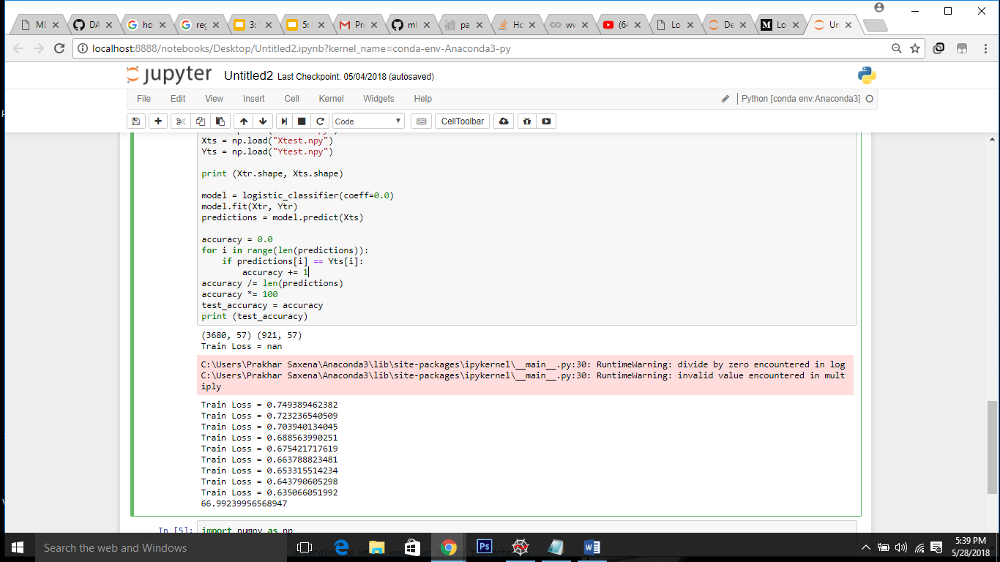 ML
DA
ho
reg
3:
5:
Pro
ml
pa
Ho
wv
(64
Lo
De
Lo
Un
localhost:8888/notebooks/Desktop/Untitled2.ipynb?kernel_name=conda-env-Anaconda3-py
jupyter Untitled2 Last Checkpoint: 05/04/2018 (autosaved)
File Edit View Insert Cell Kernel Widgets Help
Python [conda env:Anaconda3]
Code
CellToolbar
Xts = np.load("Xtest.npy")
Yts = np.load("Ytest.npy")
print (Xtr.shape, Xts.shape)
model = logistic_classifier(coeff=0.0)
model.fit(Xtr, Ytr)
predictions = model.predict(Xts)
accuracy = 0.0
for i in range(len(predictions)):
    if predictions[i] == Yts[i]:
        accuracy += 1
accuracy /= len(predictions)
accuracy *= 100
test_accuracy = accuracy
print (test_accuracy)
(3680, 57) (921, 57)
Train Loss = nan
C:\Users\Prakhar Saxena\Anaconda3\lib\site-packages\ipykernel\__main__.py:30: RuntimeWarning: divide by zero encountered in log
C:\Users\Prakhar Saxena\Anaconda3\lib\site-packages\ipykernel\__main__.py:30: RuntimeWarning: invalid value encountered in mult
iply
Train Loss = 0.749389462382
Train Loss = 0.723236540509
Train Loss = 0.703940134045
Train Loss = 0.688563990251
Train Loss = 0.675421717619
Train Loss = 0.663788823481
Train Loss = 0.653315514234
Train Loss = 0.643790605298
Train Loss = 0.635066051992
66.99239956568947
In [5]: import numpy as np
Search the web and Windows
5:39 PM
5/28/2018